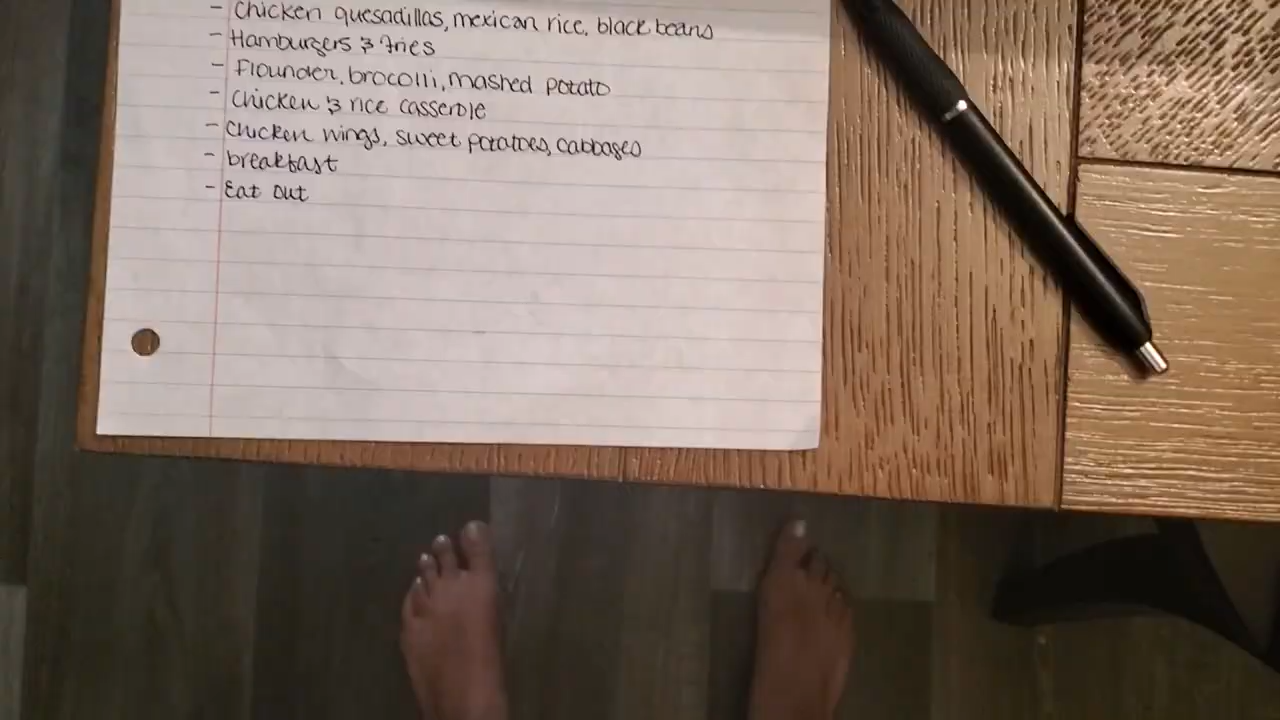 - Chicken quesadillas, mexican rice, black beans
- Hamburgers & fries
- Flounder, brocolli, mashed potato
- Chicken & rice casserole
- Chicken wings, sweet potatoes, cabbages
- breakfast
- Eat Out